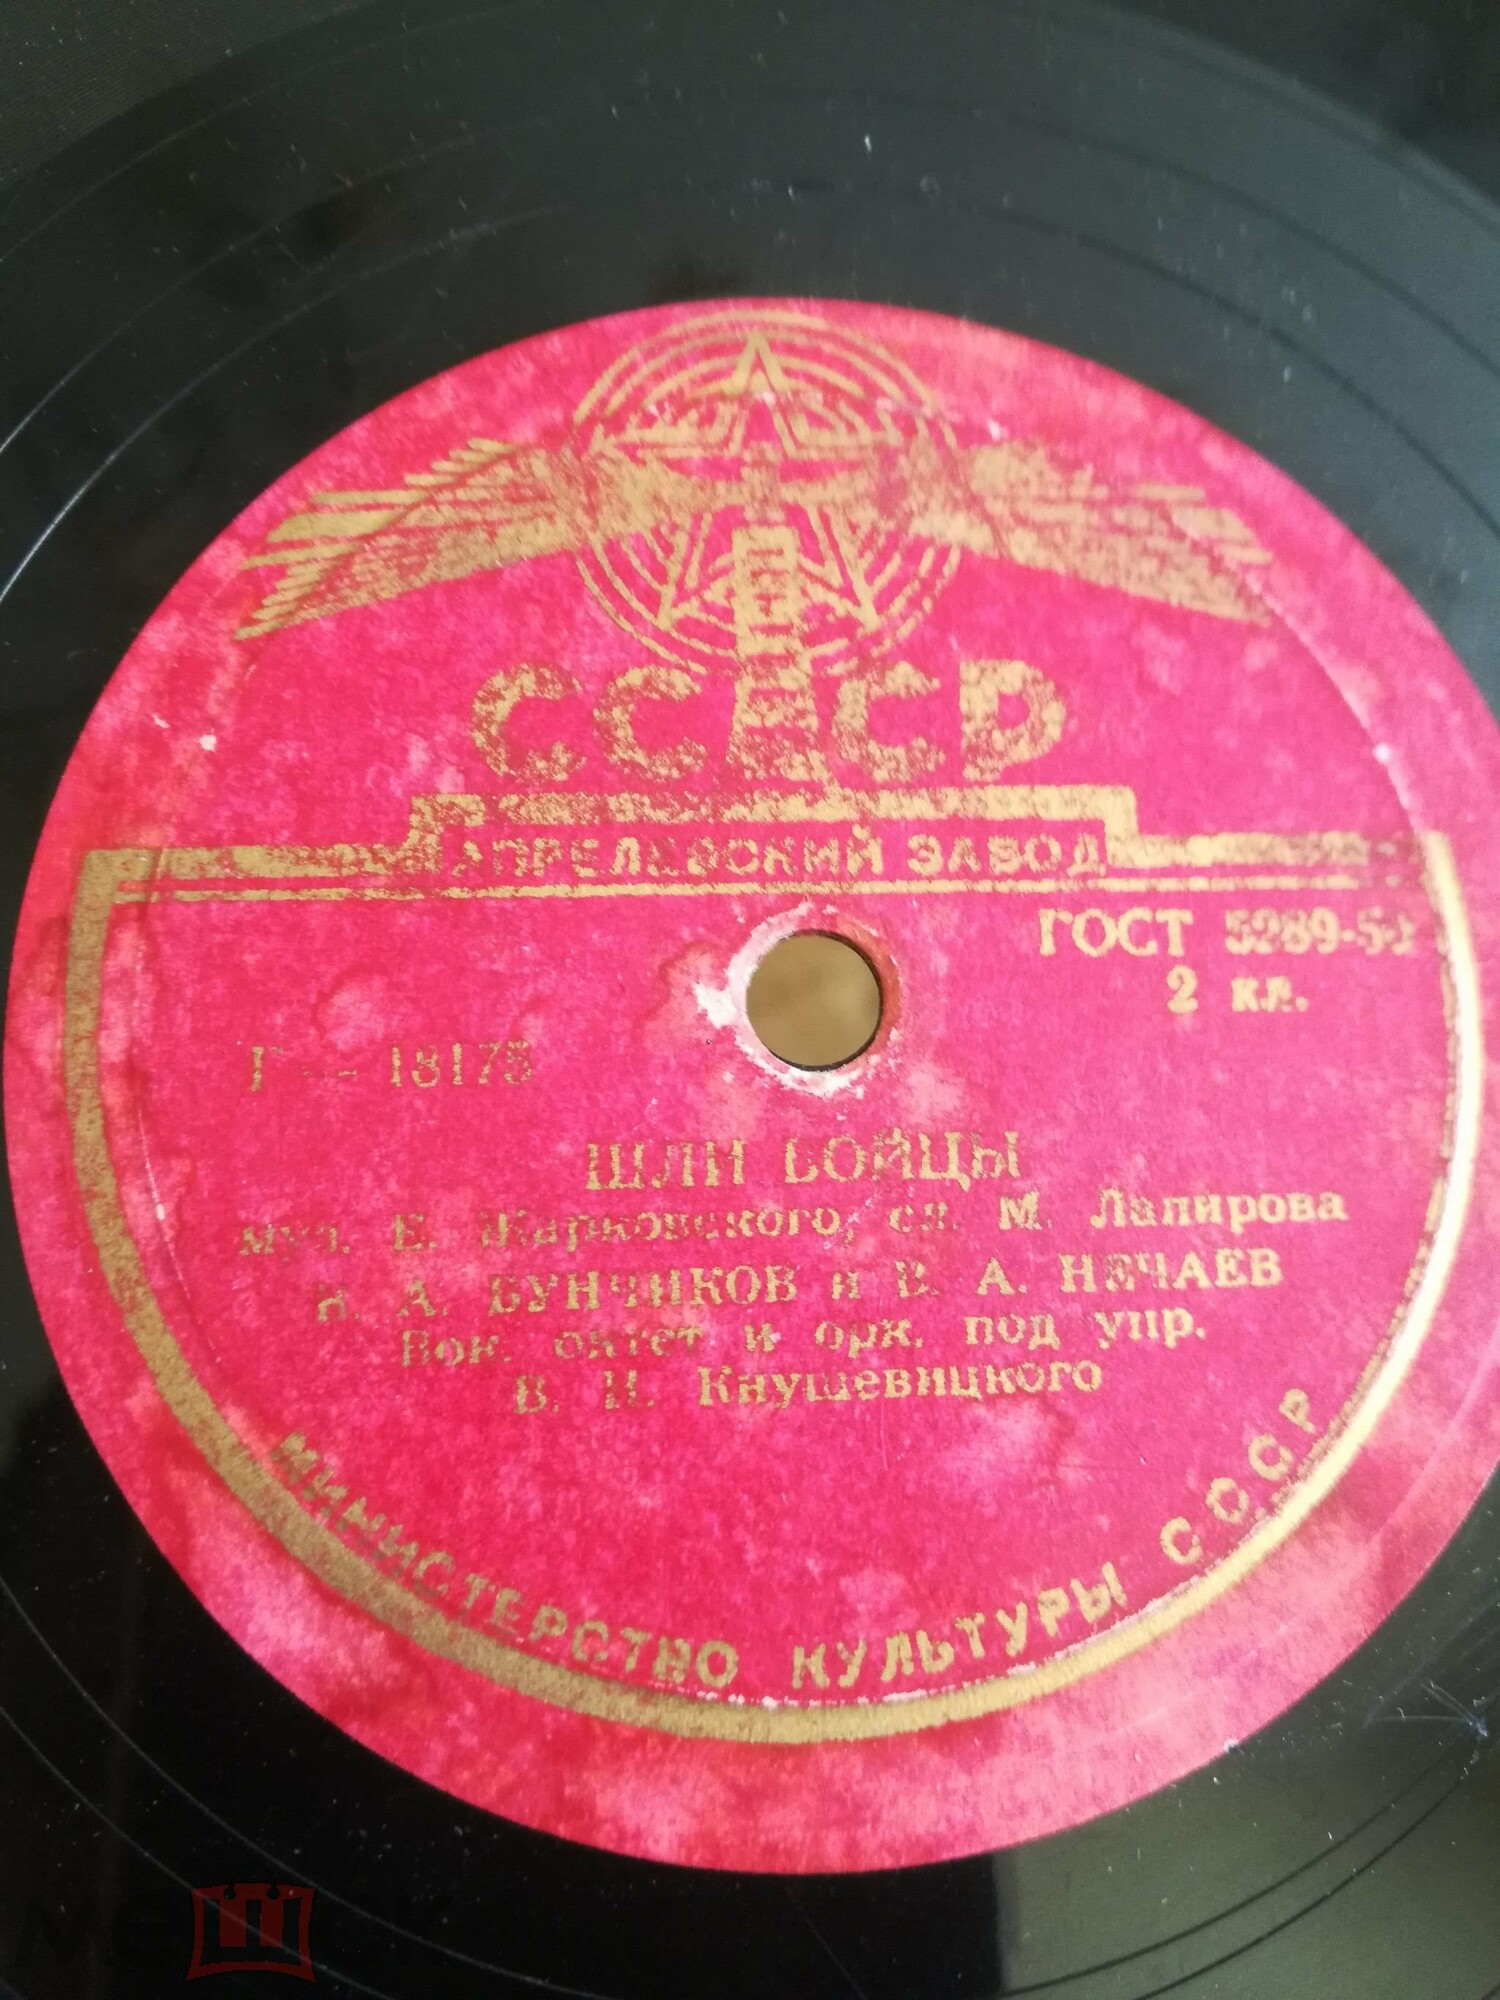 СССР
АПРЕЛЕВСКИЙ ЗАВОД
ГОСТ 5289-52
2 кл.
Г — 18175
ШЛИ БОЙЦЫ
муз. Е. Жарковского, сл. М. Лапирова
В. А. БУНЧИКОВ и В. А. НЕЧАЕВ
Вок. октет и орк. под упр.
В. Н. Кнушевицкого
МИНИСТЕРСТВО КУЛЬТУРЫ СССР
мешок